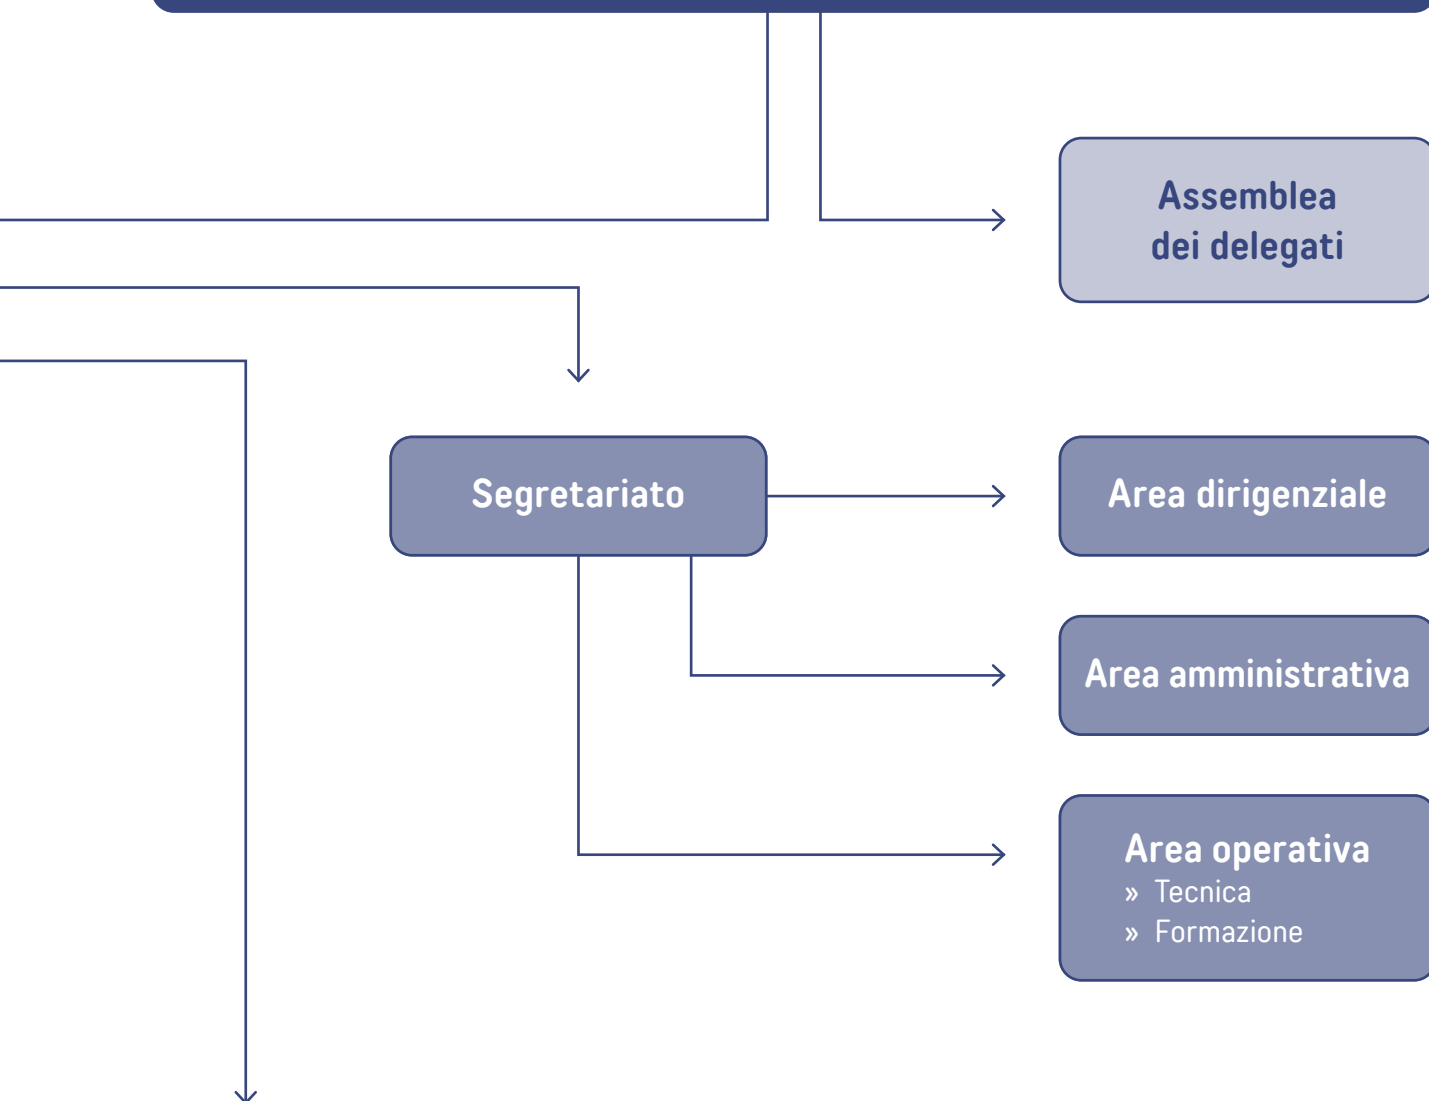 Assemblea
dei delegati
Segretariato
Area dirigenziale
Area amministrativa
Area operativa
» Tecnica
» Formazione